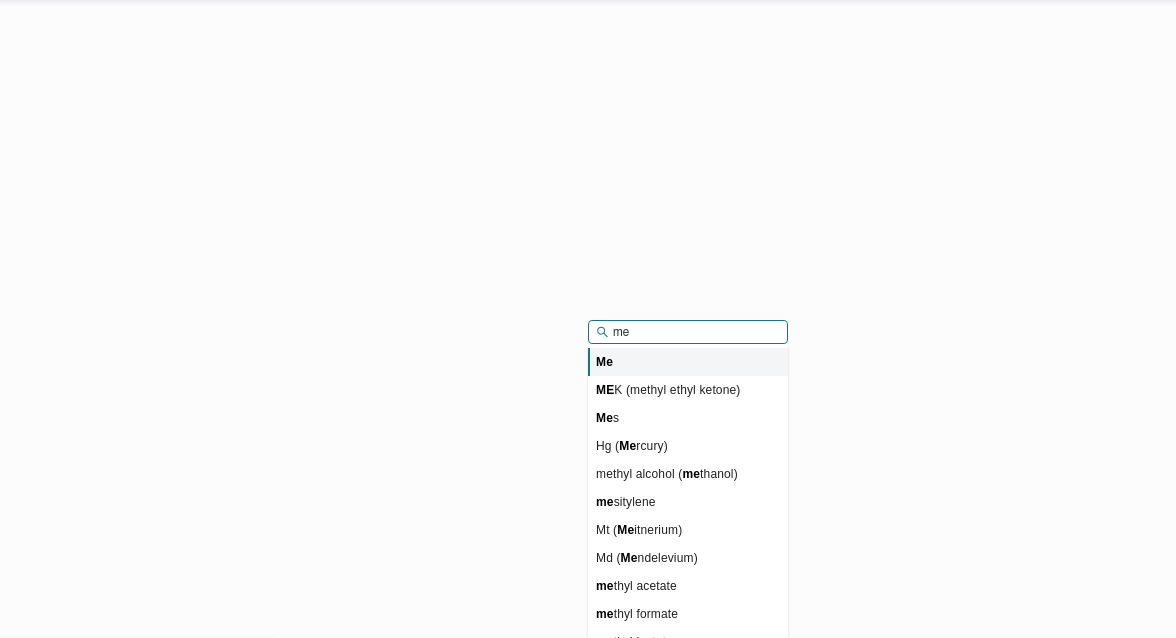 me
Me
MEK (methyl ethyl ketone)
Mes
Hg (Mercury)
methyl alcohol (methanol)
mesitylene
Mt (Meitnerium)
Md (Mendelevium)
methyl acetate
methyl formate